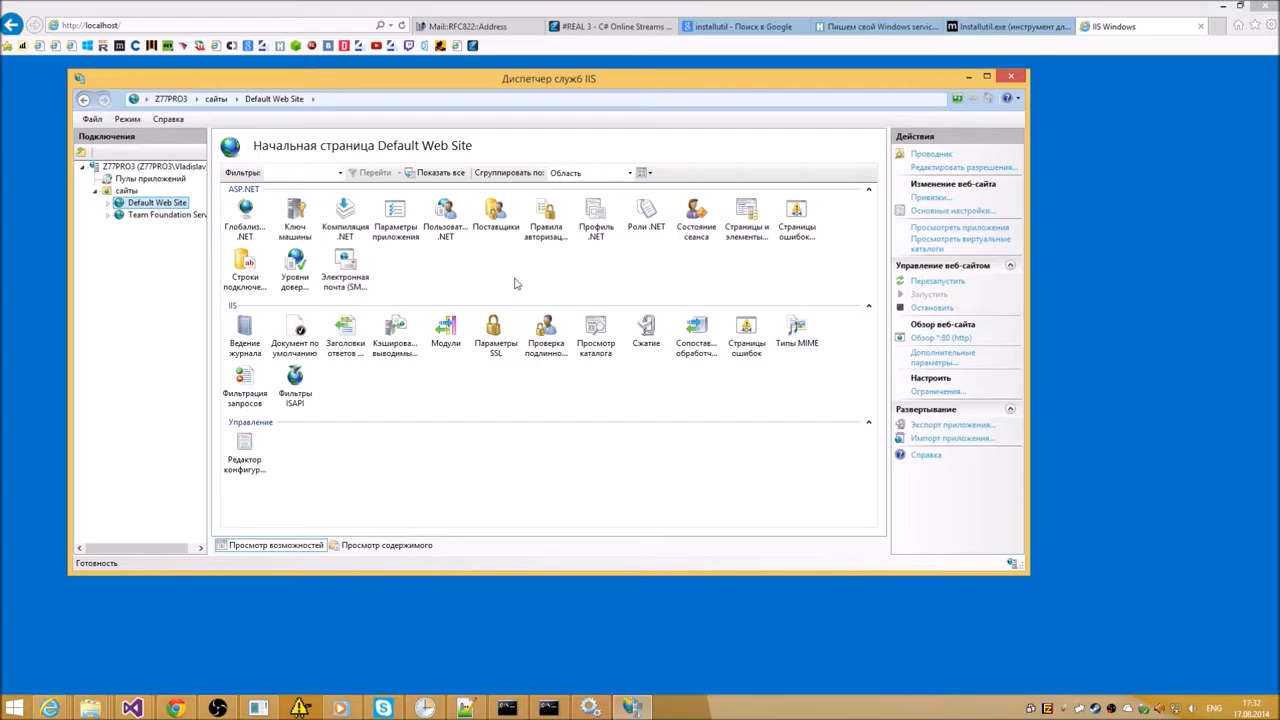 http://localhost/
Mail::RFC822::Address
#REAL 3 - C# Online Streams ...
installutil - Поиск в Google
Пишем свой Windows servic...
Installutil.exe (инструмент дл...
IIS Windows
Диспетчер служб IIS
Z77PRO3
сайты
Default Web Site
Файл
Режим
Справка
Подключения
Z77PRO3 (Z77PRO3\Vladislav
Пулы приложений
сайты
Default Web Site
Team Foundation Serv
Начальная страница Default Web Site
Фильтры:
Перейти
Показать все
Сгруппировать по:
Область
ASP.NET
Глобализ...
.NET
Ключ
машины
Компиляция
.NET
Параметры
приложения
Пользоват...
.NET
Поставщики
Правила
авторизац...
Профиль
.NET
Роли .NET
Состояние
сеанса
Страницы и
элементы...
Страницы
ошибок...
Строки
подключе...
Уровни
довер...
Электронная
почта (SM...
IIS
Ведение
журнала
Документ по
умолчанию
Заголовки
ответов ...
Кэширова...
выводимы...
Модули
Параметры
SSL
Проверка
подлинно...
Просмотр
каталога
Сжатие
Сопостав...
обработч...
Страницы
ошибок
Типы MIME
Фильтрация
запросов
Фильтры
ISAPI
Управление
Редактор
конфигур...
Просмотр возможностей
Просмотр содержимого
Готовность
Действия
Проводник
Редактировать разрешения...
Изменение веб-сайта
Привязки...
Основные настройки...
Просмотреть приложения
Просмотреть виртуальные
каталоги
Управление веб-сайтом
Перезапустить
Запустить
Остановить
Обзор веб-сайта
Обзор *:80 (http)
Дополнительные
параметры...
Настроить
Ограничения...
Развертывание
Экспорт приложения...
Импорт приложения...
Справка
ENG
17:32
17.08.2014